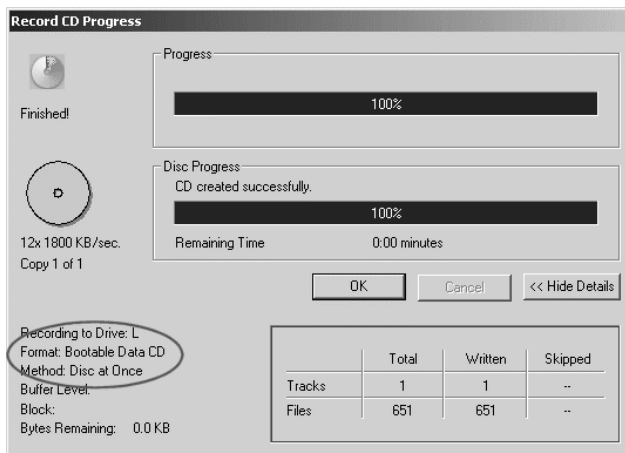 Record CD Progress
Progress
100%
Finished!
Disc Progress
CD created successfully.
100%
12x 1800 KB/sec.
Remaining Time 0:00 minutes
Copy 1 of 1
OK Cancel << Hide Details
Recording to Drive: L
Format: Bootable Data CD
Method: Disc at Once
Buffer Level:
Block:
Bytes Remaining: 0.0 KB
Total Written Skipped
Tracks 1 1 --
Files 651 651 --